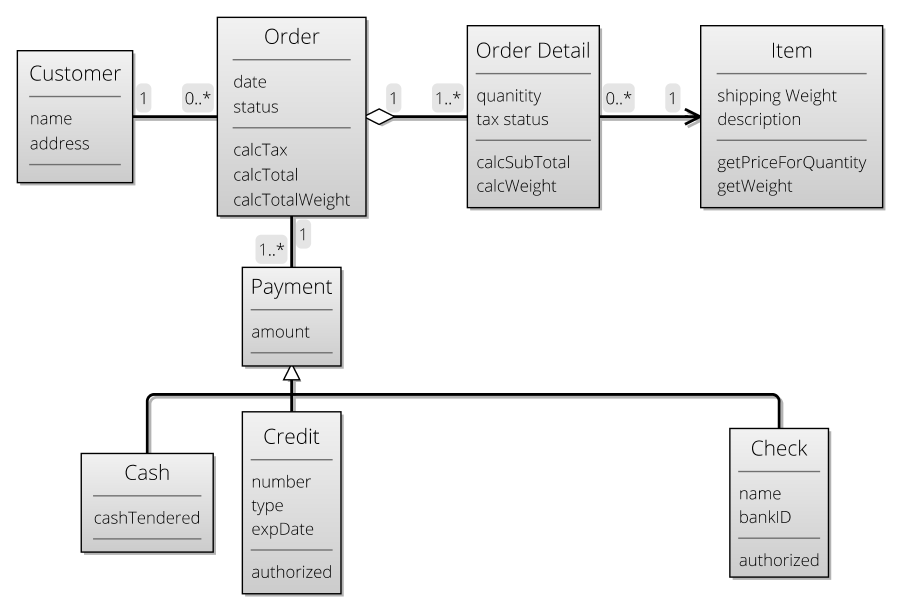 Customer
name
address
1
0..*
Order
date
status
calcTax
calcTotal
calcTotalWeight
1
1..*
Order Detail
quanitity
tax status
calcSubTotal
calcWeight
0..*
1
Item
shipping Weight
description
getPriceForQuantity
getWeight
1
1..*
Payment
amount
Cash
cashTendered
Credit
number
type
expDate
authorized
Check
name
bankID
authorized